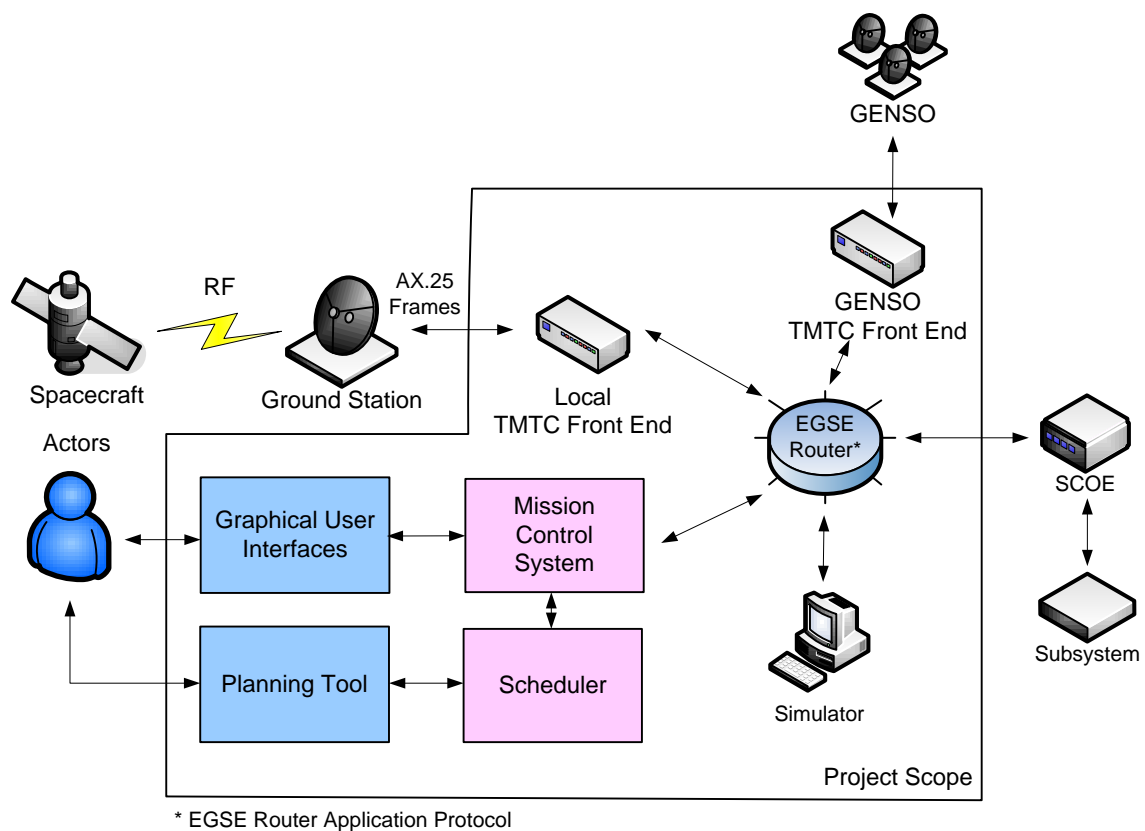 GENSO
GENSO
TMTC Front End
RF
AX.25
Frames
Spacecraft
Ground Station
Local
TMTC Front End
EGSE
Router*
SCOE
Actors
Graphical User
Interfaces
Mission
Control
System
Planning Tool
Scheduler
Simulator
Subsystem
Project Scope
* EGSE Router Application Protocol